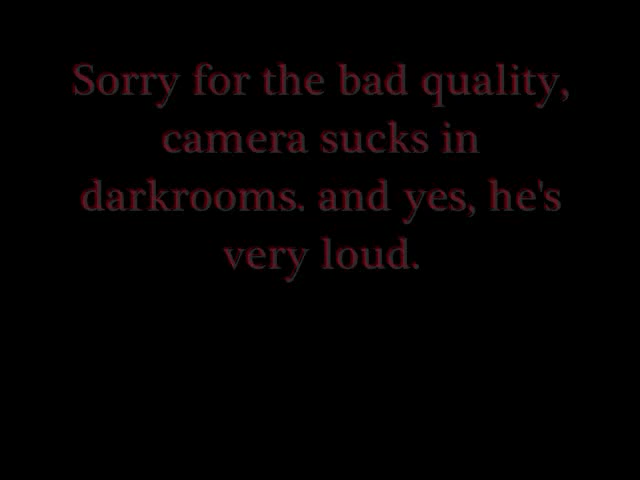 Sorry for the bad quality,
camera sucks in
darkrooms. and yes, he's
very loud.